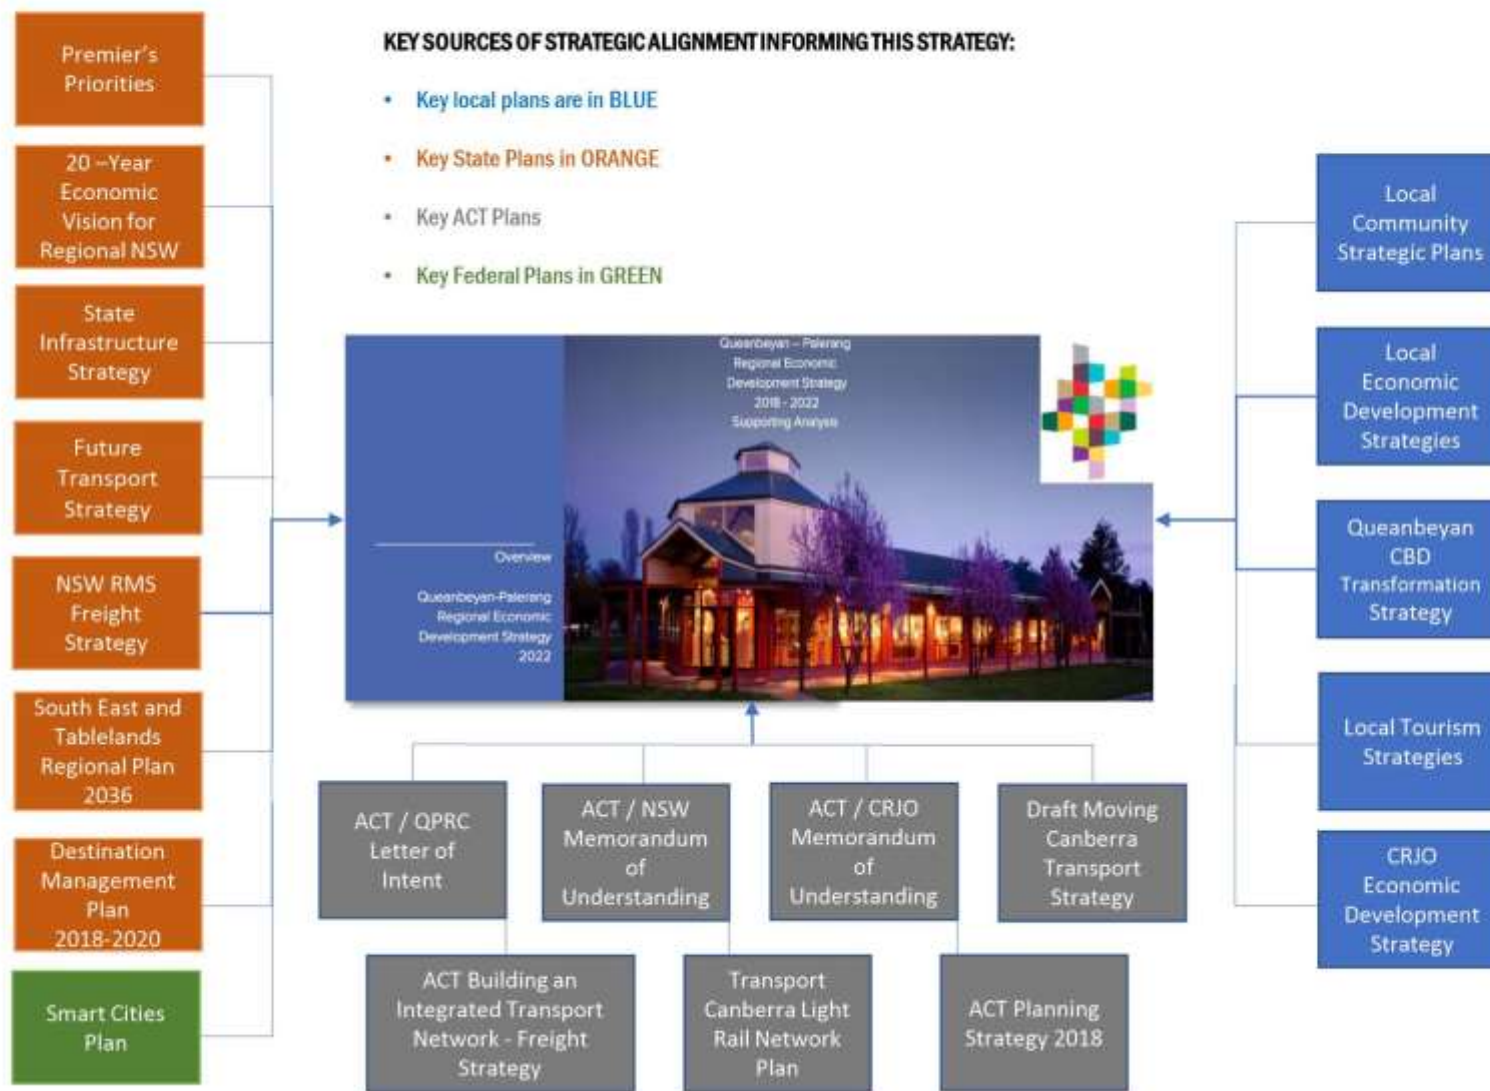 KEY SOURCES OF STRATEGIC ALIGNMENT INFORMING THIS STRATEGY:
• Key local plans are in BLUE
• Key State Plans in ORANGE
• Key ACT Plans
• Key Federal Plans in GREEN
Premier's
Priorities
20 –Year
Economic
Vision for
Regional NSW
State
Infrastructure
Strategy
Future
Transport
Strategy
NSW RMS
Freight
Strategy
South East and
Tablelands
Regional Plan
2036
Destination
Management
Plan
2018-2020
Smart Cities
Plan
Queanbeyan – Palerang
Regional Economic
Development Strategy
2018 - 2022
Supporting Analysis
Overview
Queanbeyan-Palerang
Regional Economic
Development Strategy
2022
ACT / QPRC
Letter of
Intent
ACT / NSW
Memorandum
of
Understanding
ACT / CRJO
Memorandum
of
Understanding
Draft Moving
Canberra
Transport
Strategy
ACT Building an
Integrated Transport
Network - Freight
Strategy
Transport
Canberra Light
Rail Network
Plan
ACT Planning
Strategy 2018
Local
Community
Strategic Plans
Local
Economic
Development
Strategies
Queanbeyan
CBD
Transformation
Strategy
Local Tourism
Strategies
CRJO
Economic
Development
Strategy